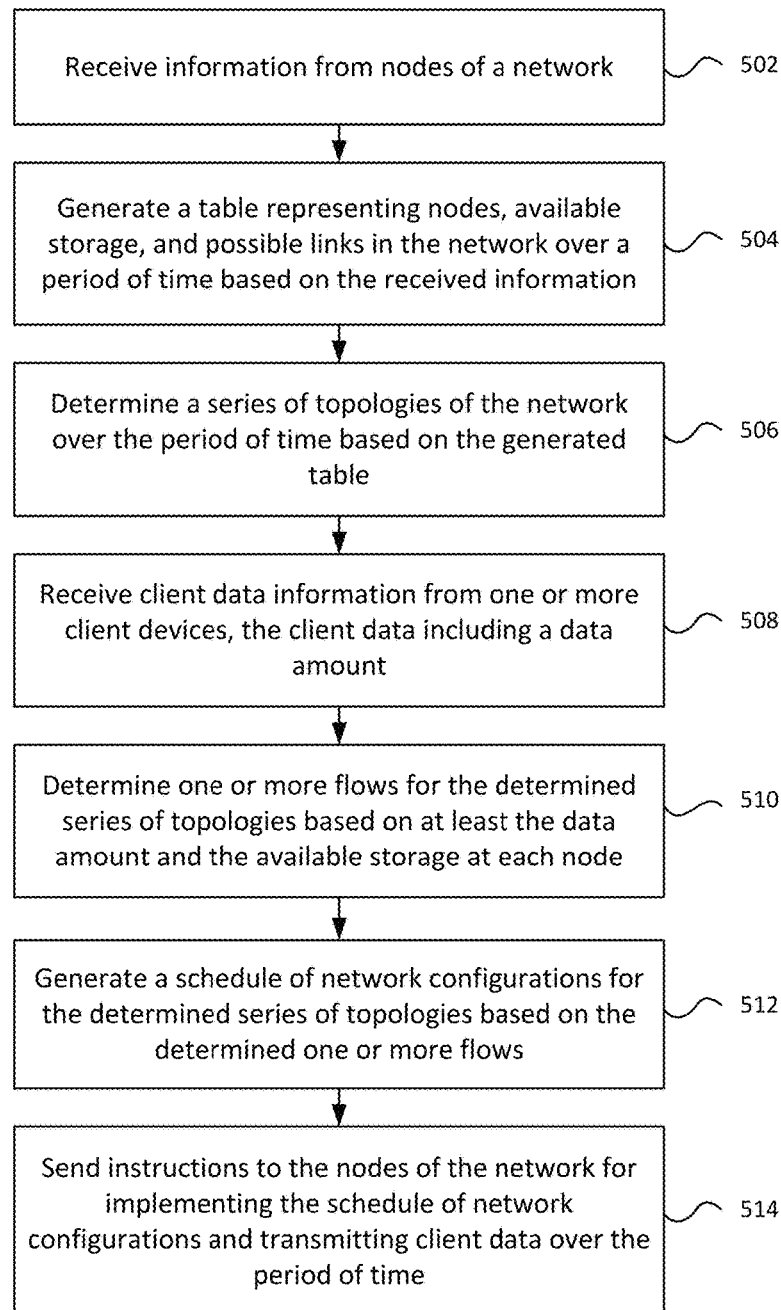 Receive information from nodes of a network
502
Generate a table representing nodes, available
storage, and possible links in the network over a
period of time based on the received information
504
Determine a series of topologies of the network
over the period of time based on the generated
table
506
Receive client data information from one or more
client devices, the client data including a data
amount
508
Determine one or more flows for the determined
series of topologies based on at least the data
amount and the available storage at each node
510
Generate a schedule of network configurations for
the determined series of topologies based on the
determined one or more flows
512
Send instructions to the nodes of the network for
implementing the schedule of network
configurations and transmitting client data over the
period of time
514